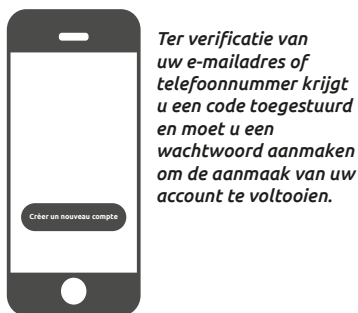 Ter verificatie van
uw e-mailadres of
telefoonnummer krijgt
u een code toegestuurd
en moet u een
wachtwoord aanmaken
om de aanmaak van uw
account te voltooien.
Créer un nouveau compte